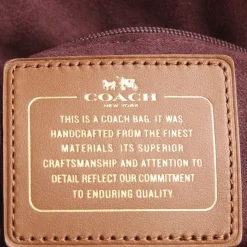 COACH
NEW YORK
THIS IS A COACH BAG. IT WAS
HANDCRAFTED FROM THE FINEST
MATERIALS. ITS SUPERIOR
CRAFTSMANSHIP AND ATTENTION TO
DETAIL REFLECT OUR COMMITMENT
TO ENDURING QUALITY.